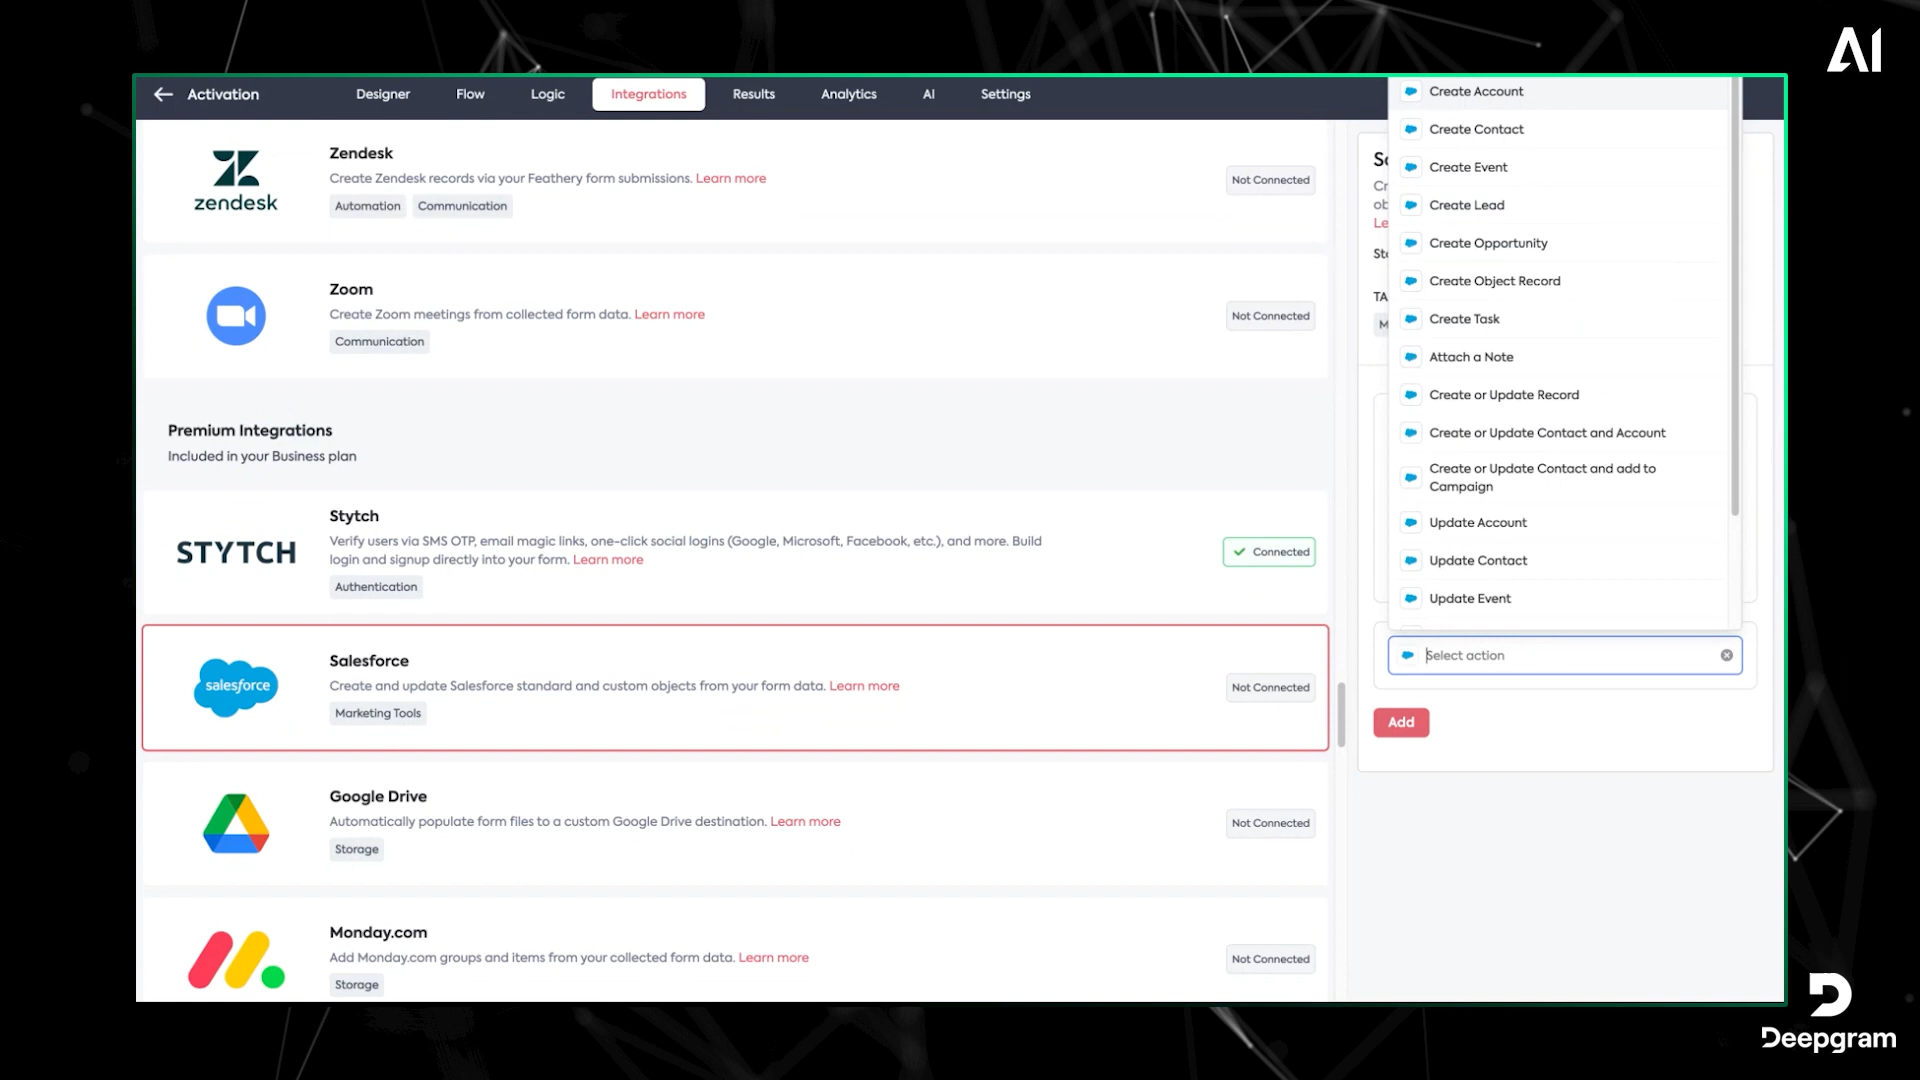 AI
Activation
Designer
Flow
Logic
Integrations
Results
Analytics
AI
Settings
zendesk
Zendesk
Create Zendesk records via your Feathery form submissions. Learn more
Automation
Communication
Not Connected
Zoom
Create Zoom meetings from collected form data. Learn more
Communication
Not Connected
Premium Integrations
Included in your Business plan
STYTCH
Stytch
Verify users via SMS OTP, email magic links, one-click social logins (Google, Microsoft, Facebook, etc.), and more. Build
login and signup directly into your form. Learn more
Authentication
Connected
salesforce
Salesforce
Create and update Salesforce standard and custom objects from your form data. Learn more
Marketing Tools
Not Connected
Google Drive
Automatically populate form files to a custom Google Drive destination. Learn more
Storage
Not Connected
Monday.com
Add Monday.com groups and items from your collected form data. Learn more
Storage
Not Connected
Create Account
Create Contact
Create Event
Create Lead
Create Opportunity
Create Object Record
Create Task
Attach a Note
Create or Update Record
Create or Update Contact and Account
Create or Update Contact and add to
Campaign
Update Account
Update Contact
Update Event
Select action
Add
Deepgram